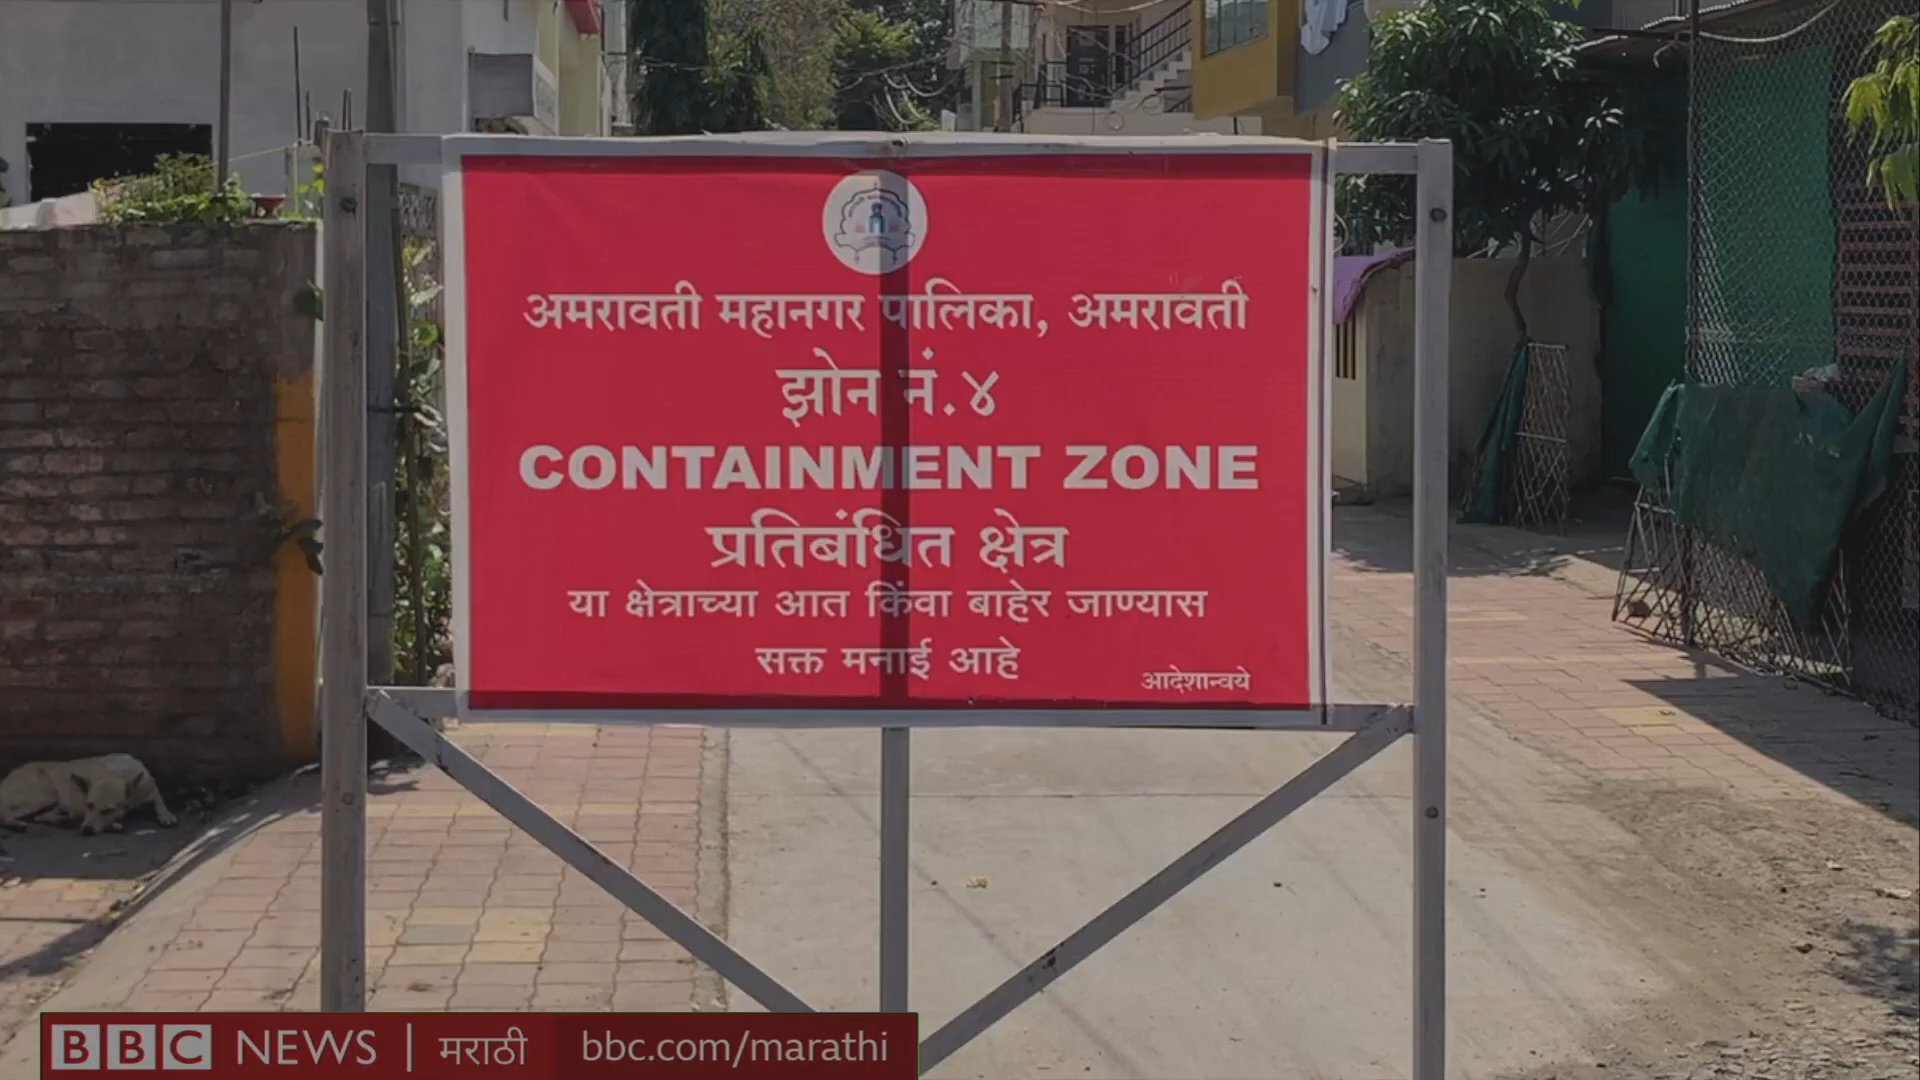 अमरावती महानगर पालिका, अमरावती
झोन नं.४
CONTAINMENT ZONE
प्रतिबंधित क्षेत्र
या क्षेत्राच्या आत किंवा बाहेर जाण्यास
सक्त मनाई आहे
आदेशान्वये
BBC NEWS | मराठी bbc.com/marathi